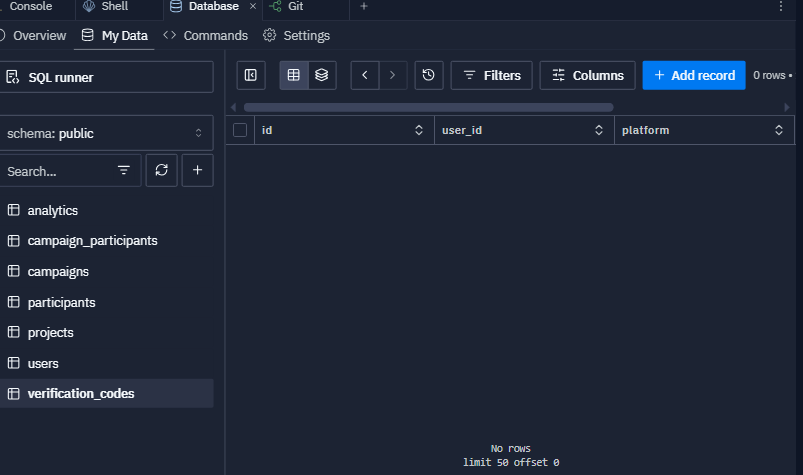 Console Shell Database Git
Overview My Data Commands Settings
SQL runner
Filters Columns Add record 0 rows •
schema: public
id user_id platform
Search...
analytics
campaign_participants
campaigns
participants
projects
users
verification_codes
No rows
limit 50 offset 0